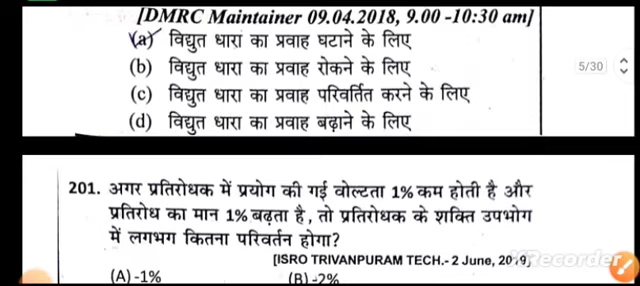 [DMRC Maintainer 09.04.2018, 9.00 -10:30 am]
(a) विद्युत धारा का प्रवाह घटाने के लिए
(b) विद्युत धारा का प्रवाह रोकने के लिए
5/30
(c) विद्युत धारा का प्रवाह परिवर्तित करने के लिए
(d) विद्युत धारा का प्रवाह बढ़ाने के लिए
201. अगर प्रतिरोधक में प्रयोग की गई वोल्टता 1% कम होती है और
प्रतिरोध का मान 1% बढ़ता है, तो प्रतिरोधक के शक्ति उपभोग
में लगभग कितना परिवर्तन होगा?
[ISRO TRIVANPURAM TECH.- 2 June, 2019]
XRecorder
(A) -1% (B) -2%